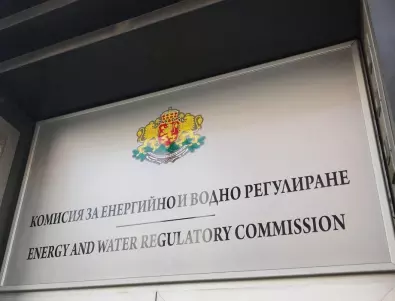 КОМИСИЯ ЗА ЕНЕРГИЙНО И ВОДНО РЕГУЛИРАНЕ
ENERGY AND WATER REGULATORY COMMISSION